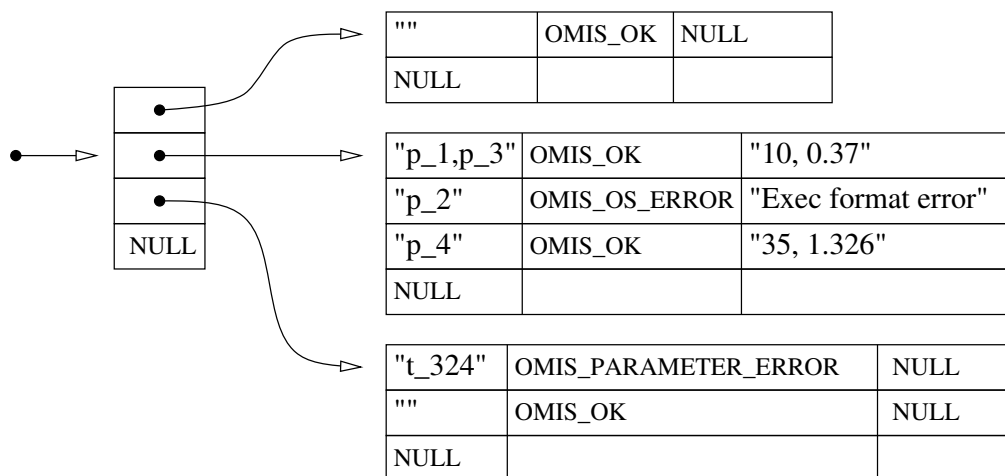 "" OMIS_OK NULL
NULL
"p_1,p_3" OMIS_OK "10, 0.37"
"p_2" OMIS_OS_ERROR "Exec format error"
"p_4" OMIS_OK "35, 1.326"
NULL
NULL
"t_324" OMIS_PARAMETER_ERROR NULL
"" OMIS_OK NULL
NULL